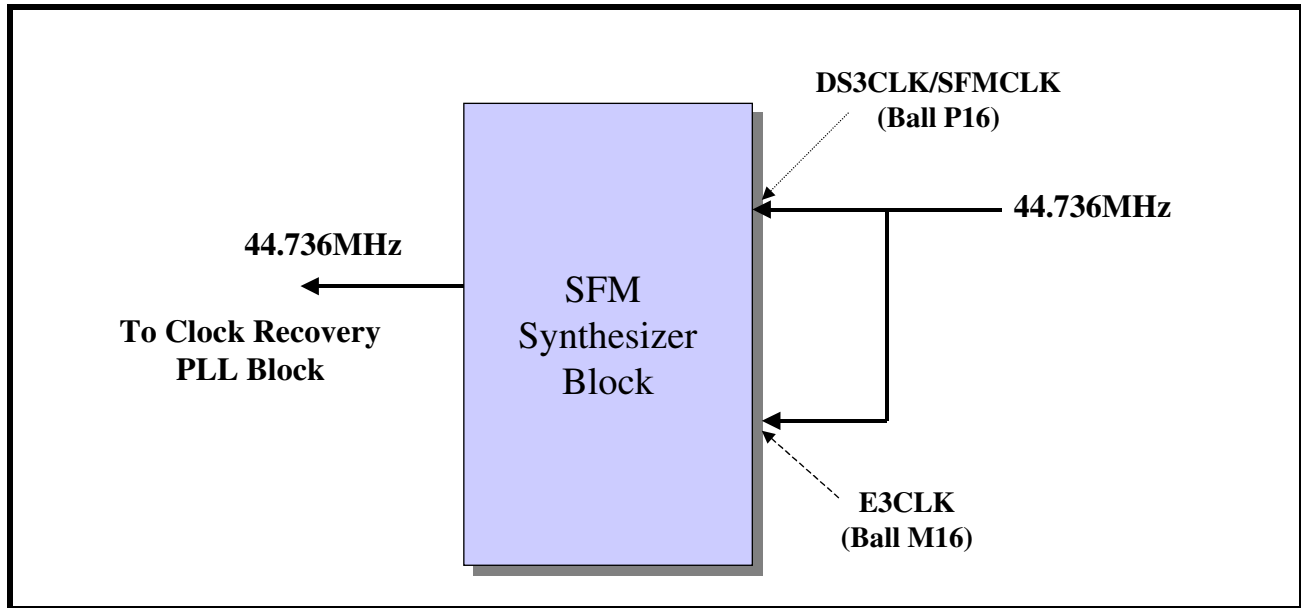 DS3CLK/SFMCLK
(Ball P16)
44.736MHz
44.736MHz
To Clock Recovery
PLL Block
SFM
Synthesizer
Block
E3CLK
(Ball M16)